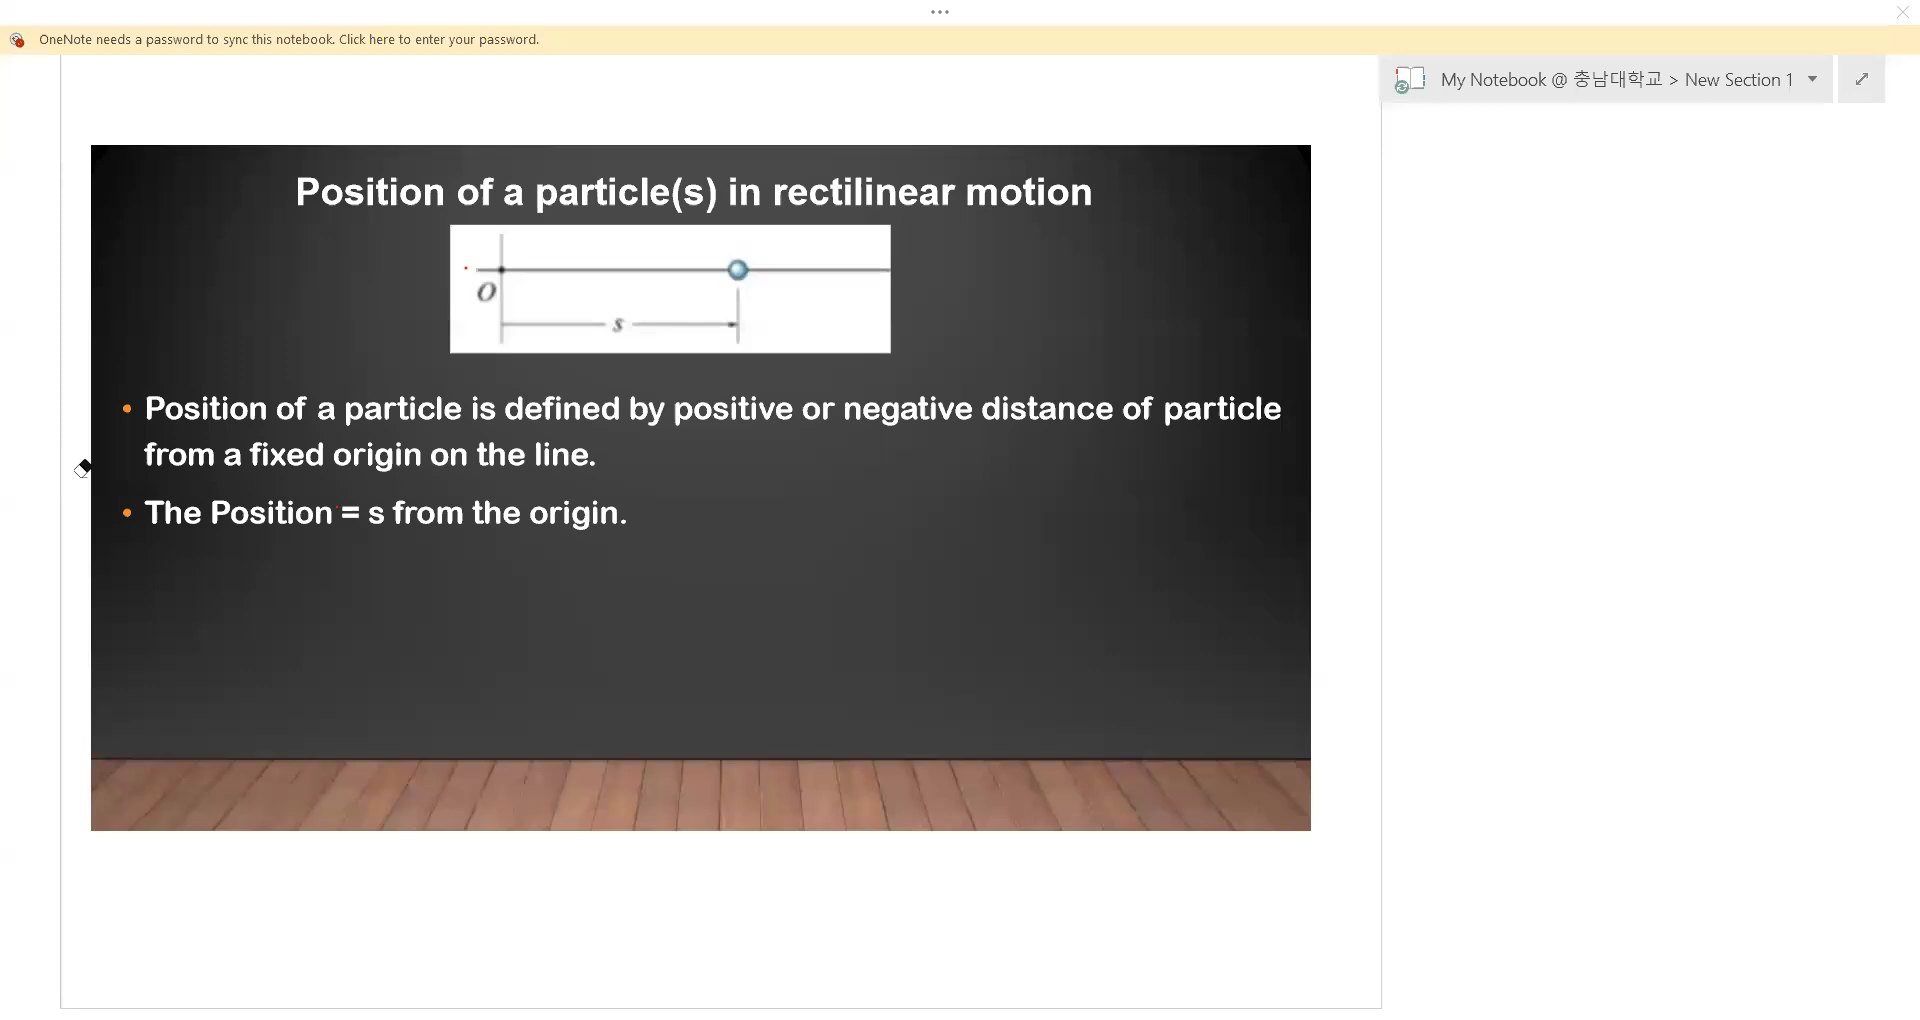 OneNote needs a password to sync this notebook. Click here to enter your password.
My Notebook @ 충남대학교 > New Section 1
Position of a particle(s) in rectilinear motion
O
s
• Position of a particle is defined by positive or negative distance of particle
from a fixed origin on the line.
• The Position = s from the origin.